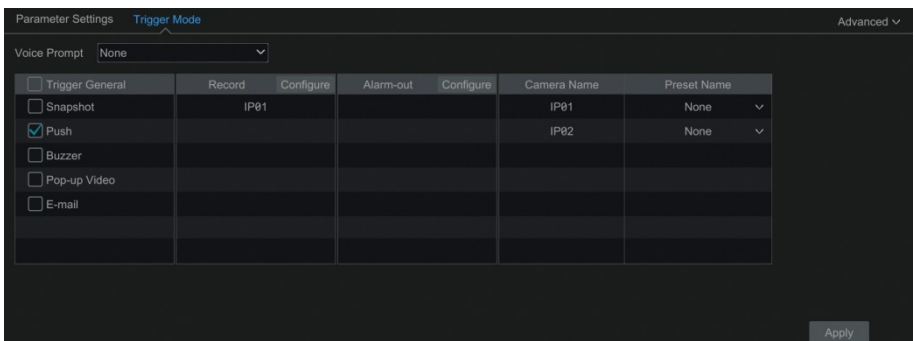 Parameter Settings Trigger Mode Advanced
Voice Prompt None
Trigger General Record Configure Alarm-out Configure Camera Name Preset Name
Snapshot IP01 IP01 None
Push IP02 None
Buzzer
Pop-up Video
E-mail
Apply